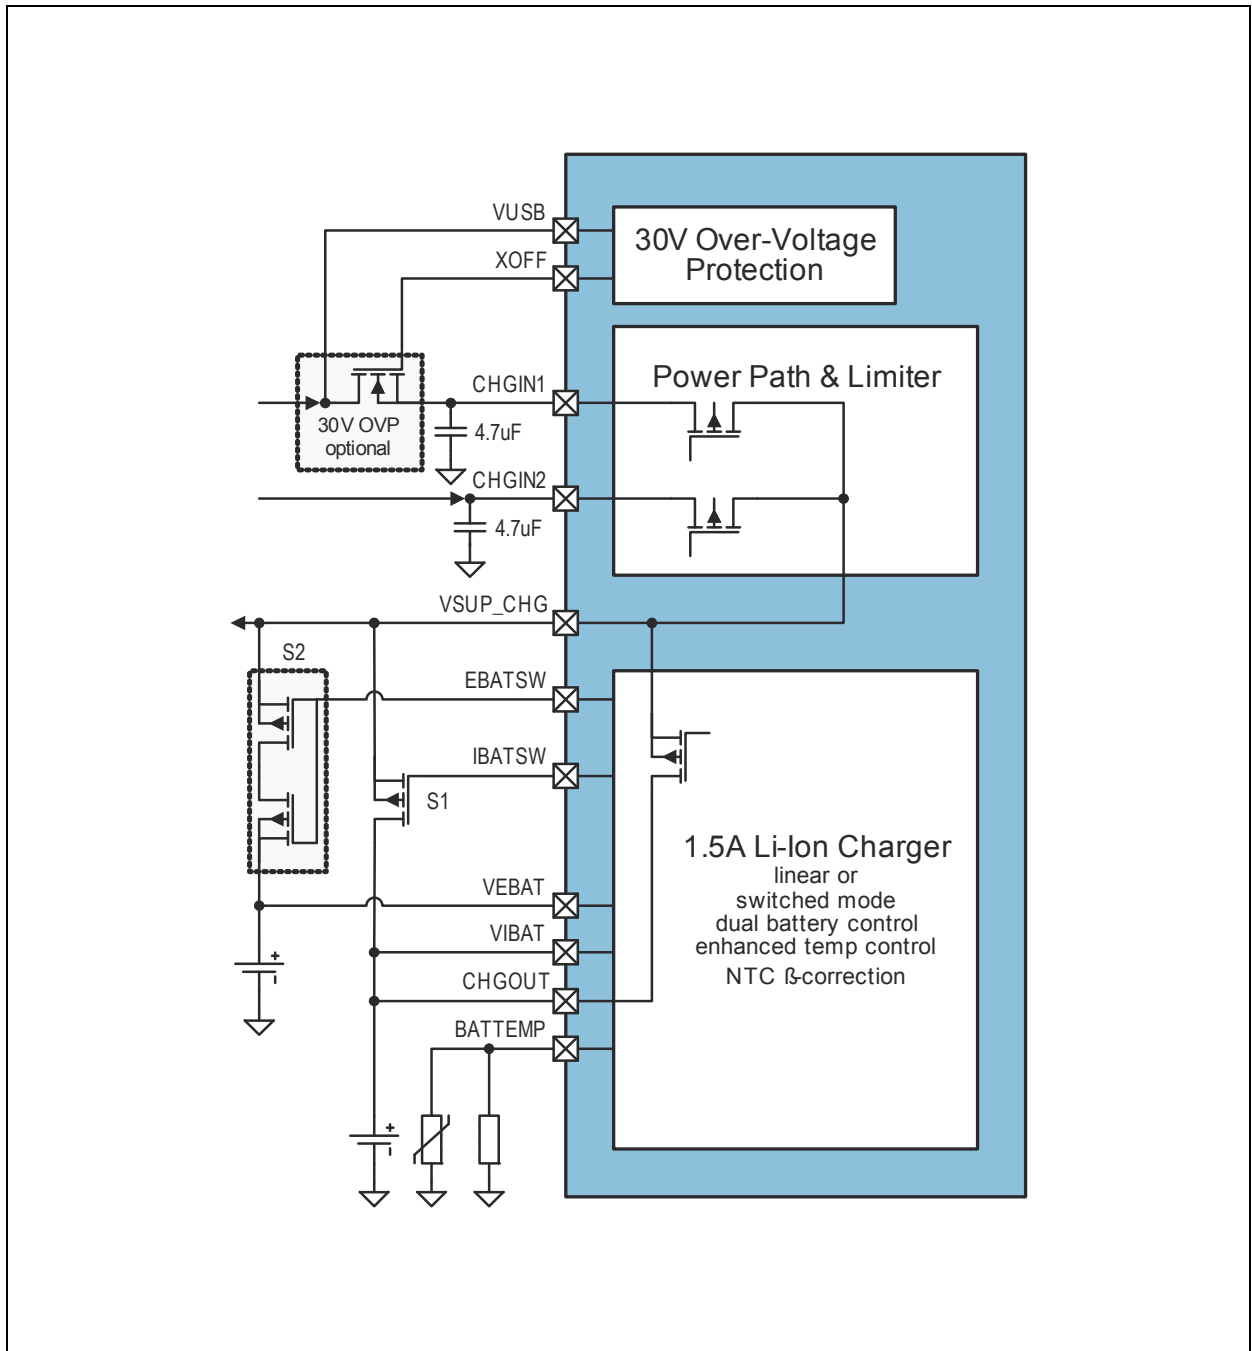 VUSB
XOFF
30V Over-Voltage
Protection
30V OVP
optional
CHGIN1
4.7uF
Power Path & Limiter
CHGIN2
4.7uF
VSUP_CHG
S2
EBATSW
IBATSW
S1
1.5A Li-Ion Charger
linear or
switched mode
dual battery control
enhanced temp control
NTC ß-correction
VEBAT
VIBAT
CHGOUT
BATTEMP
+
-
+
-